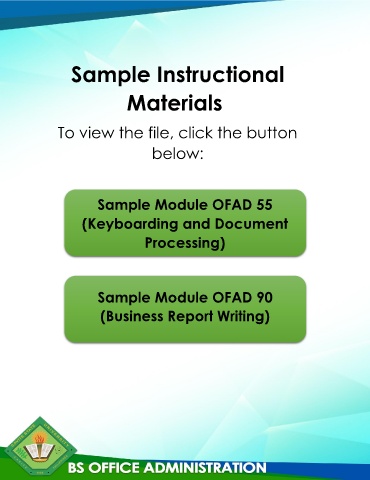 Sample Instructional
Materials
To view the file, click the button
below:
Sample Module OFAD 55
(Keyboarding and Document
Processing)
Sample Module OFAD 90
(Business Report Writing)
BS OFFICE ADMINISTRATION